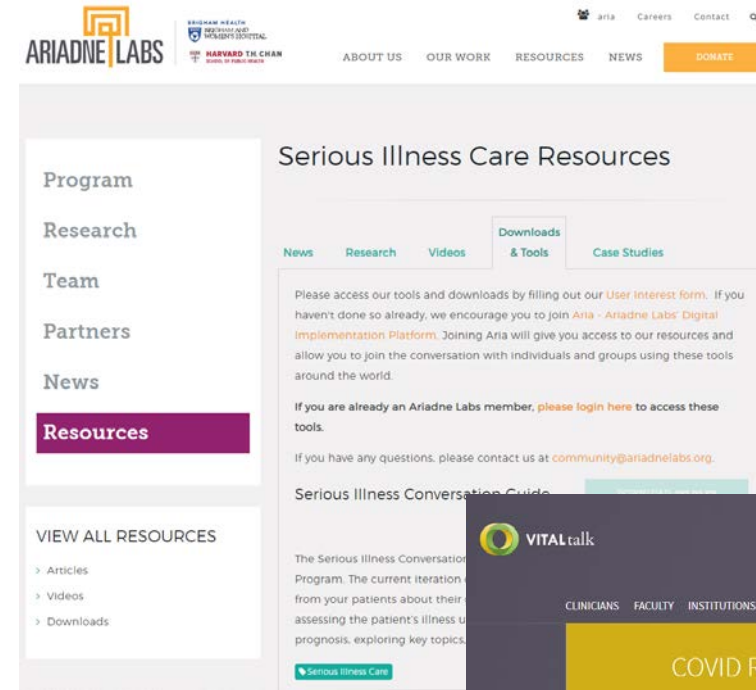 BRIGHAM HEALTH
BRIGHAM AND
WOMEN'S HOSPITAL
HARVARD T.H. CHAN
SCHOOL OF PUBLIC HEALTH
ARIADNE LABS
aria Careers Contact
ABOUT US OUR WORK RESOURCES NEWS DONATE
Program
Research
Team
Partners
News
Resources
VIEW ALL RESOURCES
> Articles
> Videos
> Downloads
Serious Illness Care Resources
News Research Videos Downloads & Tools Case Studies
Please access our tools and downloads by filling out our User Interest form. If you
haven't done so already, we encourage you to join Aria - Ariadne Labs' Digital
Implementation Platform. Joining Aria will give you access to our resources and
allow you to join the conversation with individuals and groups using these tools
around the world.
If you are already an Ariadne Labs member, please login here to access these
tools.
If you have any questions, please contact us at community@ariadnelabs.org.
Serious Illness Conversation Guide
The Serious Illness Conversation
Program. The current iteration
from your patients about their
assessing the patient's illness u
prognosis, exploring key topics,
Serious Illness Care
VITALtalk
CLINICIANS FACULTY INSTITUTIONS
COVID R